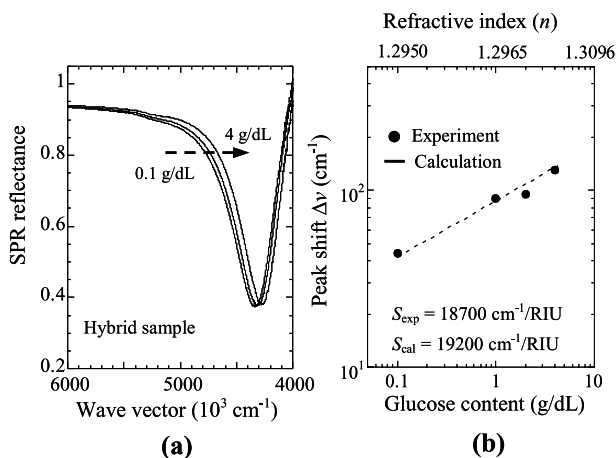 Refractive index (n)
1.2950 1.2965 1.3096
1
0.8
0.6
0.4
0.2
SPR reflectance
4 g/dL
0.1 g/dL
Hybrid sample
6000 5000 4000
Wave vector (10³ cm⁻¹)
(a)
Peak shift Δν (cm⁻¹)
10²
10¹
Experiment
Calculation
Sexp = 18700 cm⁻¹/RIU
Scal = 19200 cm⁻¹/RIU
0.1 1 10
Glucose content (g/dL)
(b)